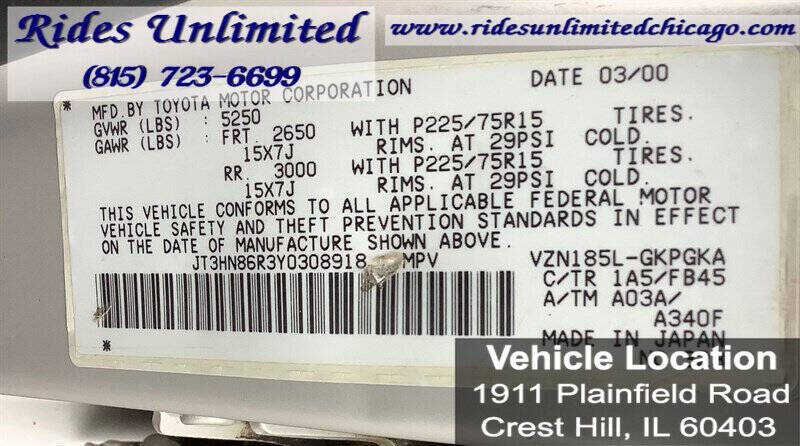 Rides Unlimited
(815) 723-6699
www.ridesunlimitedchicago.com
* MFD. BY TOYOTA MOTOR CORPORATION DATE 03/00
GVWR (LBS) : 5250
GAWR (LBS) : FRT. 2650 WITH P225/75R15 TIRES.
15X7J RIMS. AT 29PSI COLD.
RR. 3000 WITH P225/75R15 TIRES.
15X7J RIMS. AT 29PSI COLD.
THIS VEHICLE CONFORMS TO ALL APPLICABLE FEDERAL MOTOR
VEHICLE SAFETY AND THEFT PREVENTION STANDARDS IN EFFECT
ON THE DATE OF MANUFACTURE SHOWN ABOVE.
JT3HN86R3Y0308918 MPV VZN185L-GKPGKA
C/TR 1A5/FB45
A/TM A03A/
A340F
MADE IN JAPAN
*
Vehicle Location
1911 Plainfield Road
Crest Hill, IL 60403